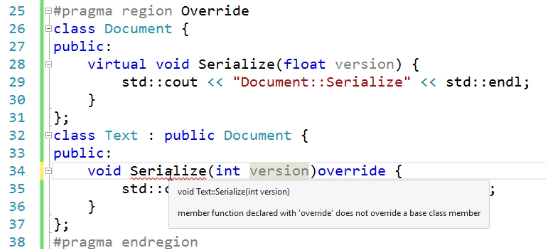 25 #pragma region Override
26 class Document {
27 public:
28 virtual void Serialize(float version) {
29 std::cout << "Document::Serialize" << std::endl;
30 }
31 };
32 class Text : public Document {
33 public:
34 void Serialize(int version)override {
35 std::c ;
void Text::Serialize(int version)
member function declared with 'override' does not override a base class member
36 }
37 };
38 #pragma endregion